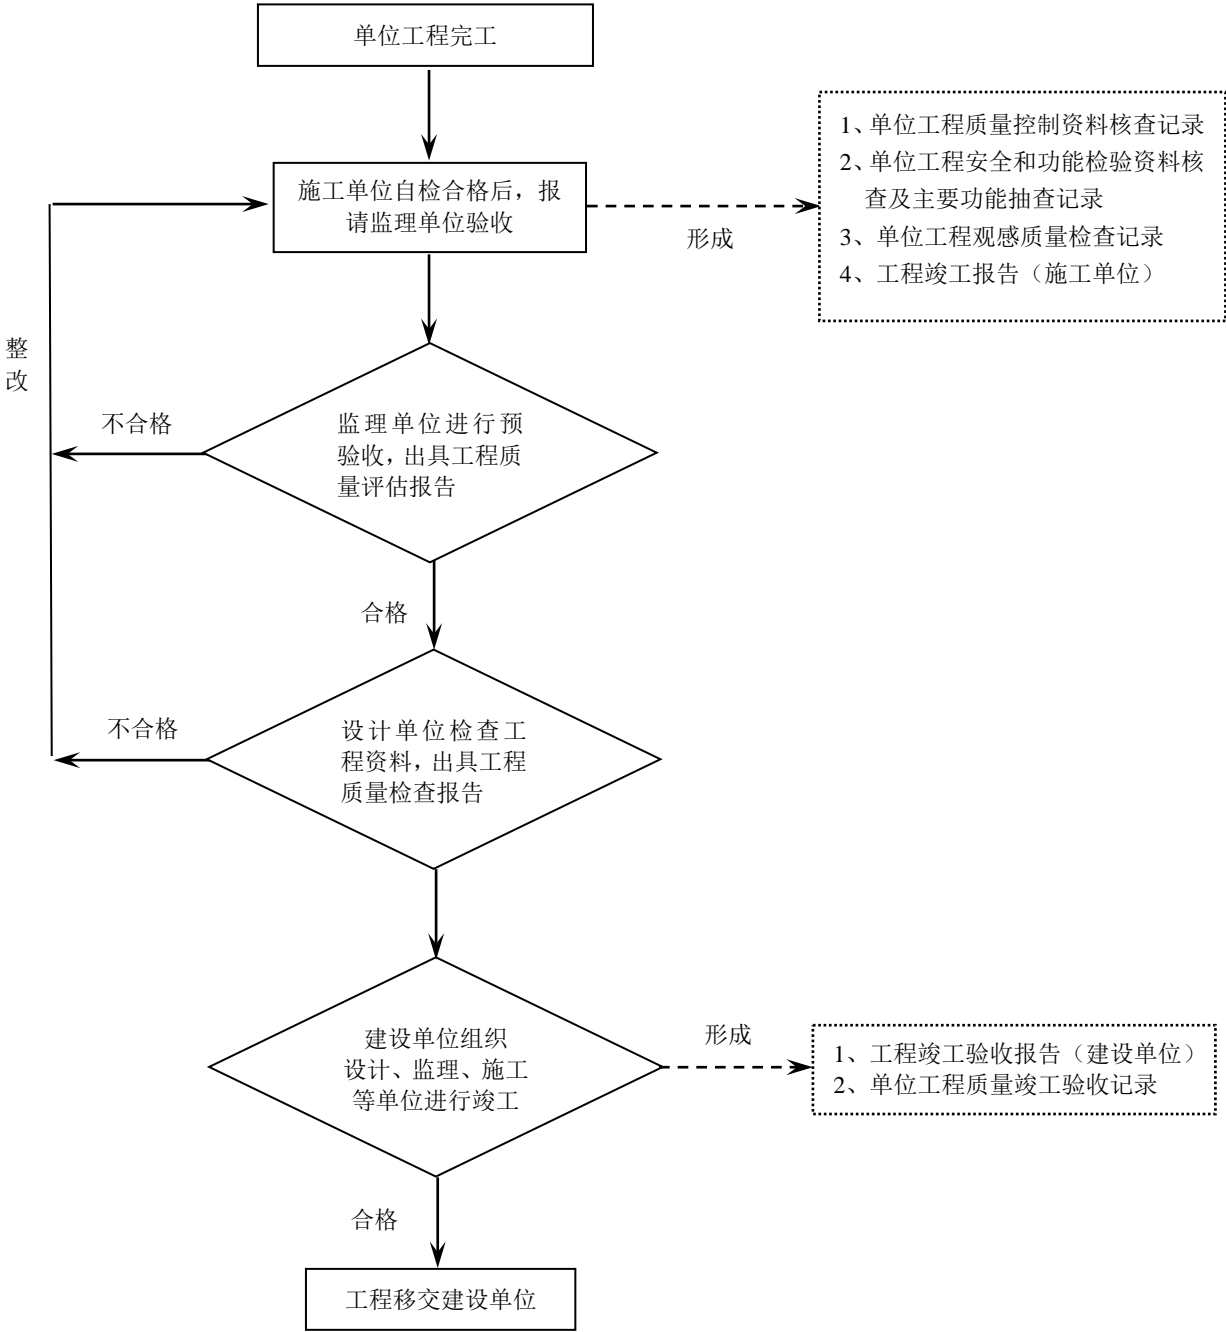 单位工程完工
施工单位自检合格后，报
请监理单位验收
形成
1、单位工程质量控制资料核查记录
2、单位工程安全和功能检验资料核
查及主要功能抽查记录
3、单位工程观感质量检查记录
4、工程竣工报告（施工单位）
整
改
不合格
监理单位进行预
验收，出具工程质
量评估报告
合格
不合格
设计单位检查工
程资料，出具工程
质量检查报告
建设单位组织
设计、监理、施工
等单位进行竣工
形成
1、工程竣工验收报告（建设单位）
2、单位工程质量竣工验收记录
合格
工程移交建设单位